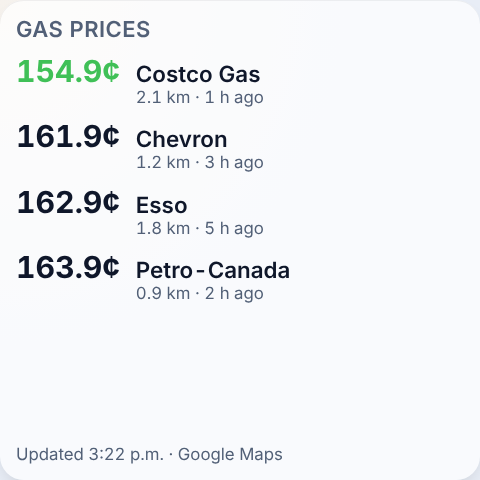 GAS PRICES
154.9¢ Costco Gas
2.1 km · 1 h ago
161.9¢ Chevron
1.2 km · 3 h ago
162.9¢ Esso
1.8 km · 5 h ago
163.9¢ Petro-Canada
0.9 km · 2 h ago
Updated 3:22 p.m. · Google Maps